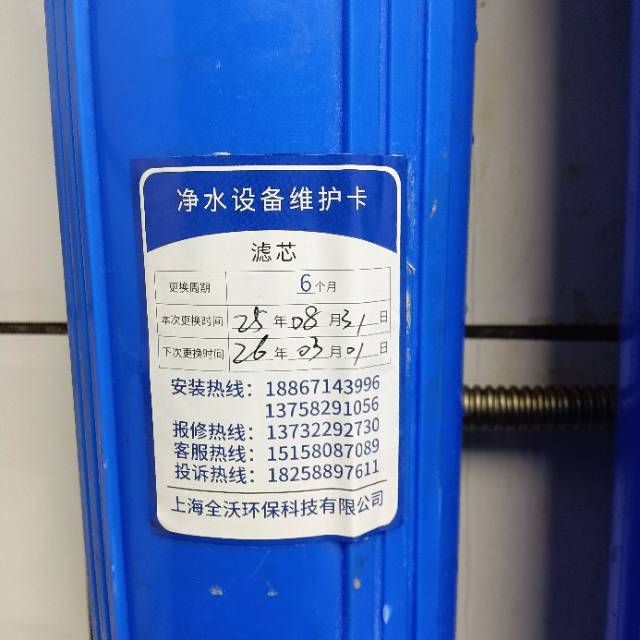 净水设备维护卡
滤芯
更换周期 6个月
本次更换时间 25年08月31日
下次更换时间 26年03月01日
安装热线：18867143996
13758291056
报修热线：13732292730
客服热线：15158087089
投诉热线：18258897611
上海全沃环保科技有限公司